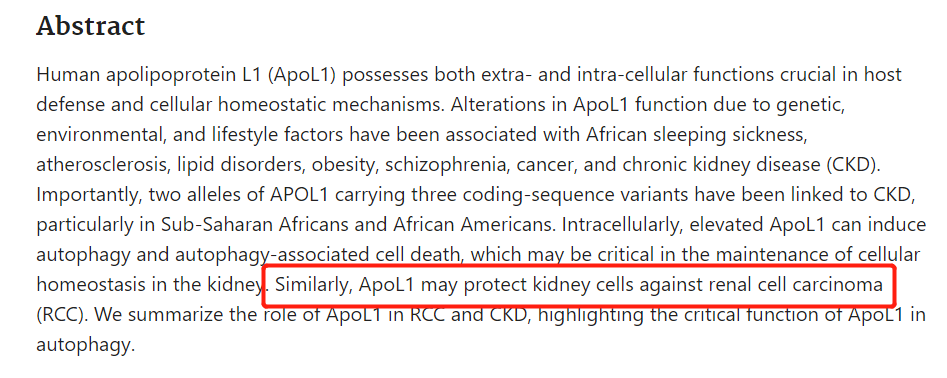 Abstract
Human apolipoprotein L1 (ApoL1) possesses both extra- and intra-cellular functions crucial in host
defense and cellular homeostatic mechanisms. Alterations in ApoL1 function due to genetic,
environmental, and lifestyle factors have been associated with African sleeping sickness,
atherosclerosis, lipid disorders, obesity, schizophrenia, cancer, and chronic kidney disease (CKD).
Importantly, two alleles of APOL1 carrying three coding-sequence variants have been linked to CKD,
particularly in Sub-Saharan Africans and African Americans. Intracellularly, elevated ApoL1 can induce
autophagy and autophagy-associated cell death, which may be critical in the maintenance of cellular
homeostasis in the kidney. Similarly, ApoL1 may protect kidney cells against renal cell carcinoma
(RCC). We summarize the role of ApoL1 in RCC and CKD, highlighting the critical function of ApoL1 in
autophagy.